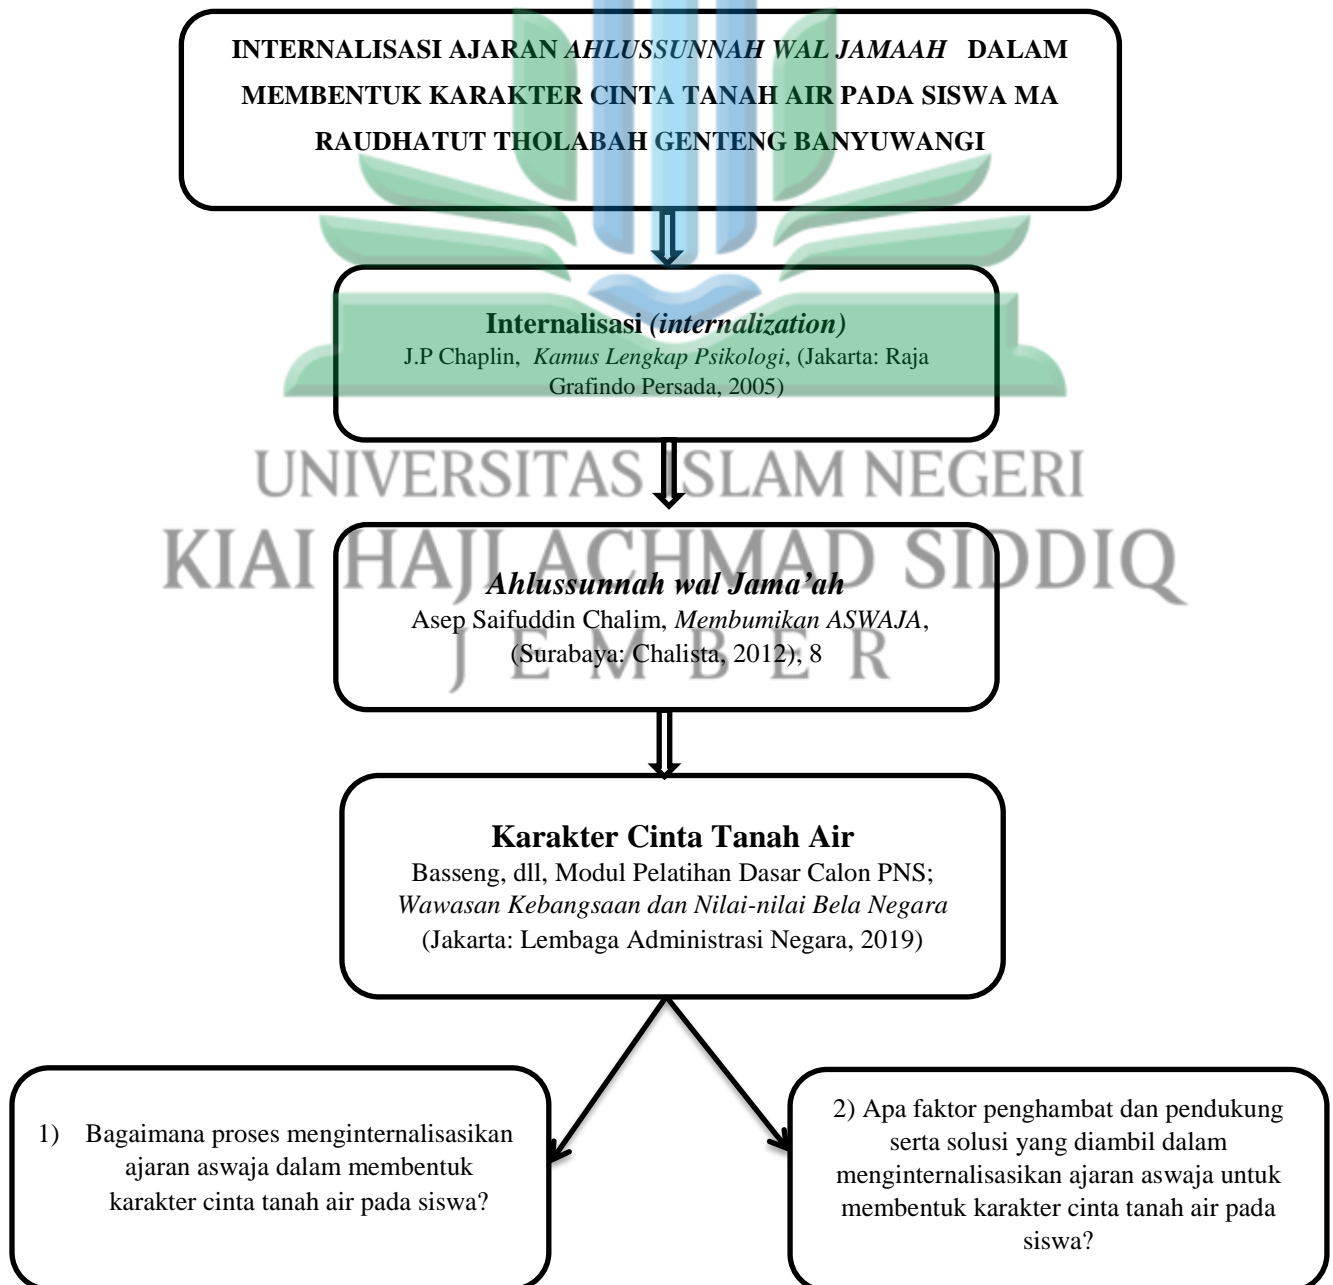 INTERNALISASI AJARAN AHLUSSUNNAH WAL JAMAAH DALAM
MEMBENTUK KARAKTER CINTA TANAH AIR PADA SISWA MA
RAUDHATUT THOLABAH GENTENG BANYUWANGI
Internalisasi (internalization)
J.P Chaplin, Kamus Lengkap Psikologi, (Jakarta: Raja
Grafindo Persada, 2005)
UNIVERSITAS ISLAM NEGERI
KIAI HAJI ACHMAD SIDDIQ
Ahlussunnah wal Jama’ah
Asep Saifuddin Chalim, Membumikan ASWAJA,
(Surabaya: Chalista, 2012), 8
JEMBER
Karakter Cinta Tanah Air
Basseng, dll, Modul Pelatihan Dasar Calon PNS;
Wawasan Kebangsaan dan Nilai-nilai Bela Negara
(Jakarta: Lembaga Administrasi Negara, 2019)
1) Bagaimana proses menginternalisasikan
ajaran aswaja dalam membentuk
karakter cinta tanah air pada siswa?
2) Apa faktor penghambat dan pendukung
serta solusi yang diambil dalam
menginternalisasikan ajaran aswaja untuk
membentuk karakter cinta tanah air pada
siswa?